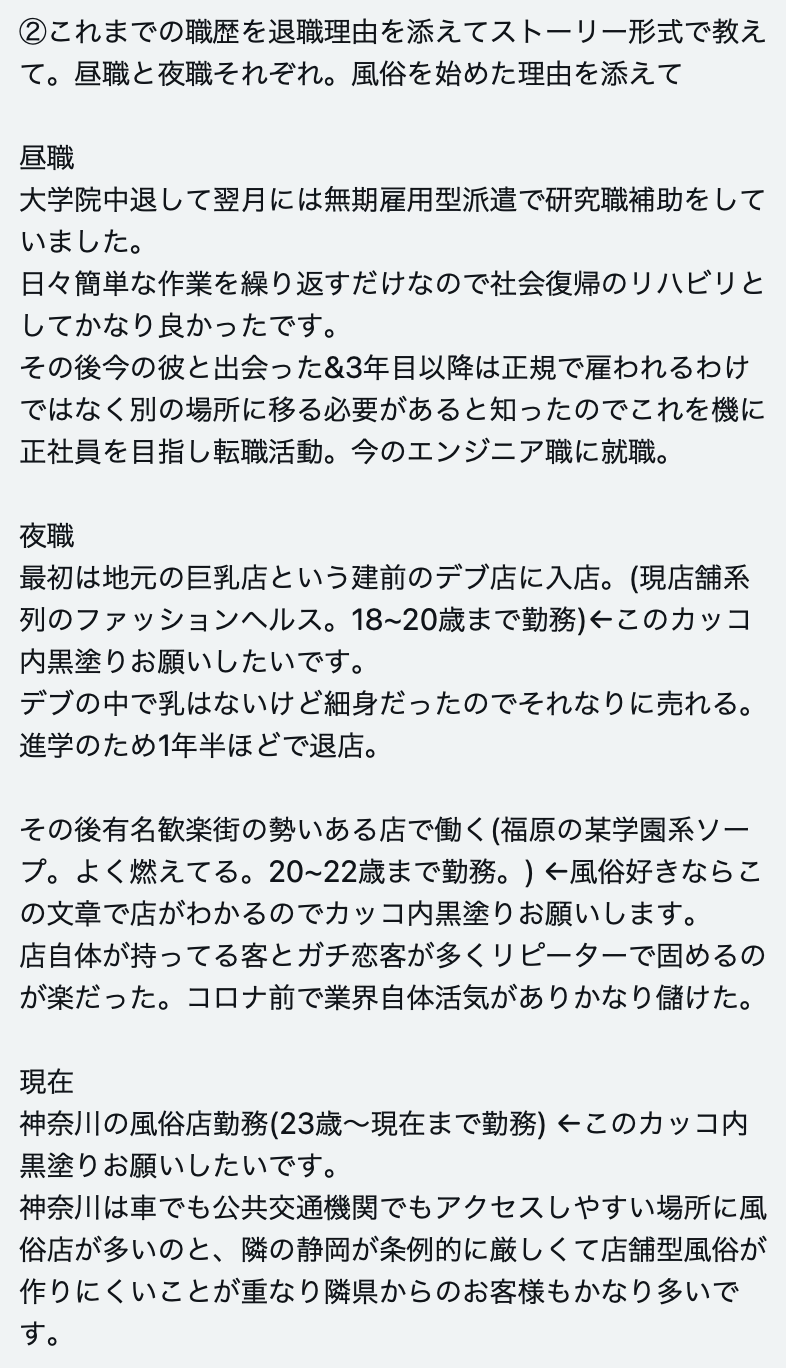 ②これまでの職歴を退職理由を添えてストーリー形式で教え
て。昼職と夜職それぞれ。風俗を始めた理由を添えて
昼職
大学院中退して翌月には無期雇用型派遣で研究職補助をして
いました。
日々簡単な作業を繰り返すだけなので社会復帰のリハビリと
してかなり良かったです。
その後今の彼と出会った&3年目以降は正規で雇われるわけ
ではなく別の場所に移る必要があると知ったのでこれを機に
正社員を目指し転職活動。今のエンジニア職に就職。
夜職
最初は地元の巨乳店という建前のデブ店に入店。(現店舗系
列のファッションヘルス。18~20歳まで勤務)←このカッコ
内黒塗りお願いしたいです。
デブの中で乳はないけど細身だったのでそれなりに売れる。
進学のため1年半ほどで退店。
その後有名歓楽街の勢いある店で働く(福原の某学園系ソー
プ。よく燃えてる。20~22歳まで勤務。) ←風俗好きならこ
の文章で店がわかるのでカッコ内黒塗りお願いします。
店自体が持ってる客とガチ恋客が多くリピーターで固めるの
が楽だった。コロナ前で業界自体活気がありかなり儲けた。
現在
神奈川の風俗店勤務(23歳〜現在まで勤務) ←このカッコ内
黒塗りお願いしたいです。
神奈川は車でも公共交通機関でもアクセスしやすい場所に風
俗店が多いのと、隣の静岡が条例的に厳しくて店舗型風俗が
作りにくいことが重なり隣県からのお客様もかなり多いで
す。